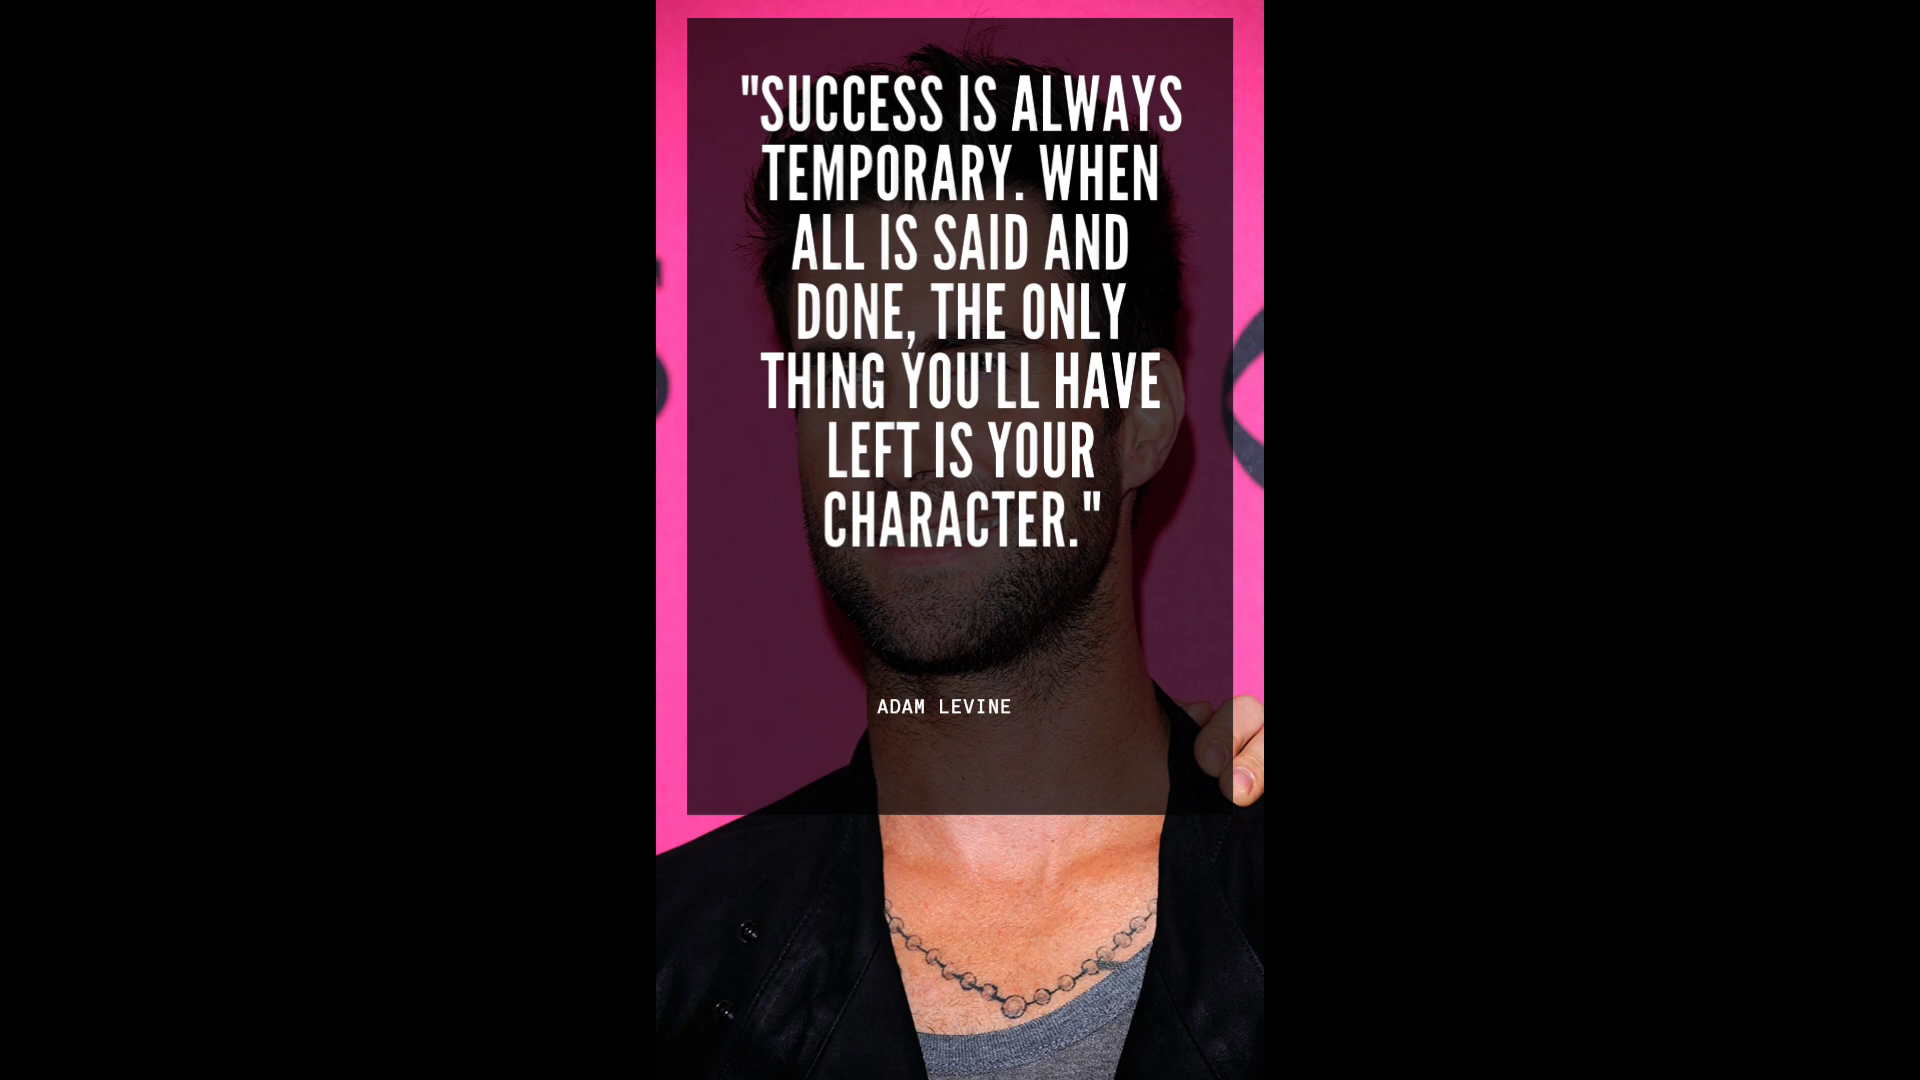 "SUCCESS IS ALWAYS
TEMPORARY. WHEN
ALL IS SAID AND
DONE, THE ONLY
THING YOU'LL HAVE
LEFT IS YOUR
CHARACTER."
ADAM LEVINE